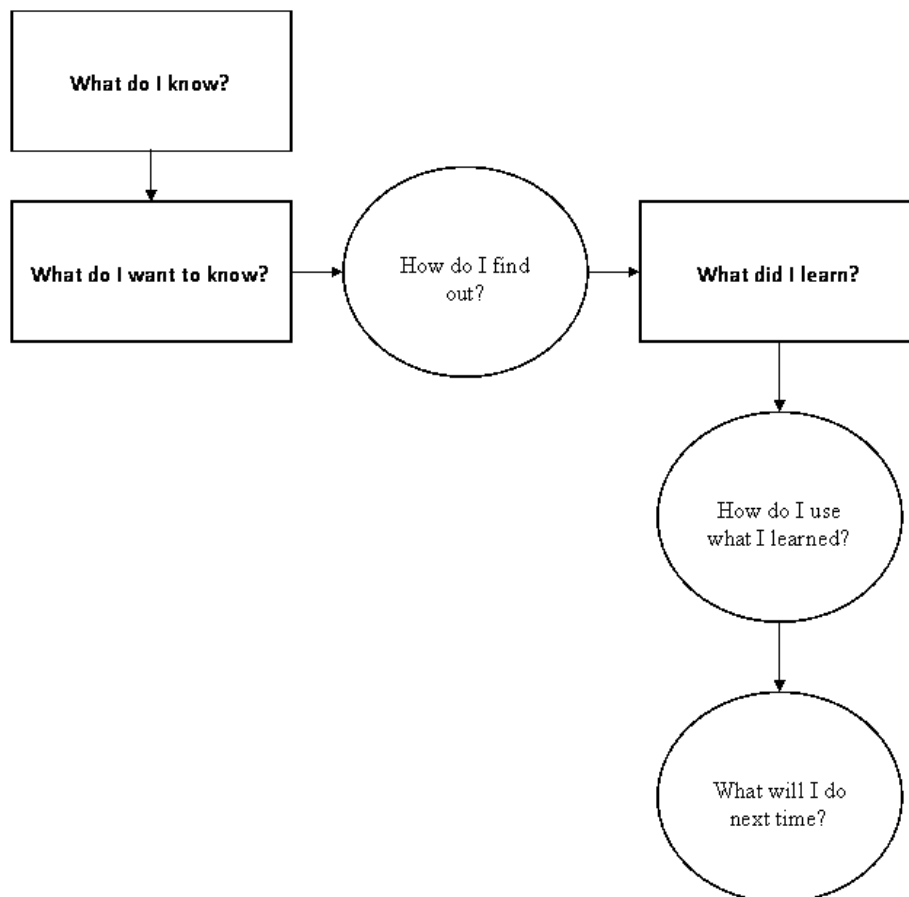 What do I know?
What do I want to know?
How do I find
out?
What did I learn?
How do I use
what I learned?
What will I do
next time?